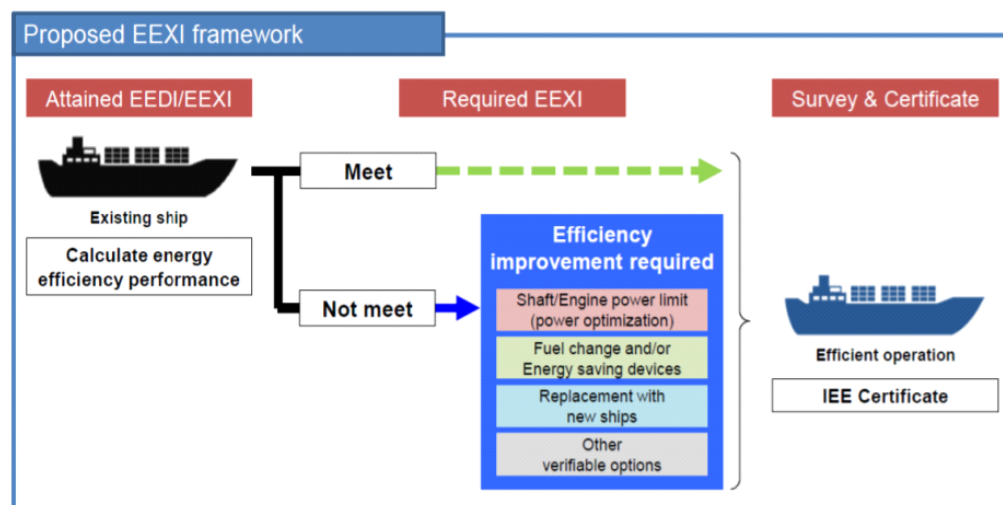 Proposed EEXI framework
Attained EEDI/EEXI
Required EEXI
Survey & Certificate
Existing ship
Calculate energy
efficiency performance
Meet
Not meet
Efficiency
improvement required
Shaft/Engine power limit
(power optimization)
Fuel change and/or
Energy saving devices
Replacement with
new ships
Other
verifiable options
Efficient operation
IEE Certificate